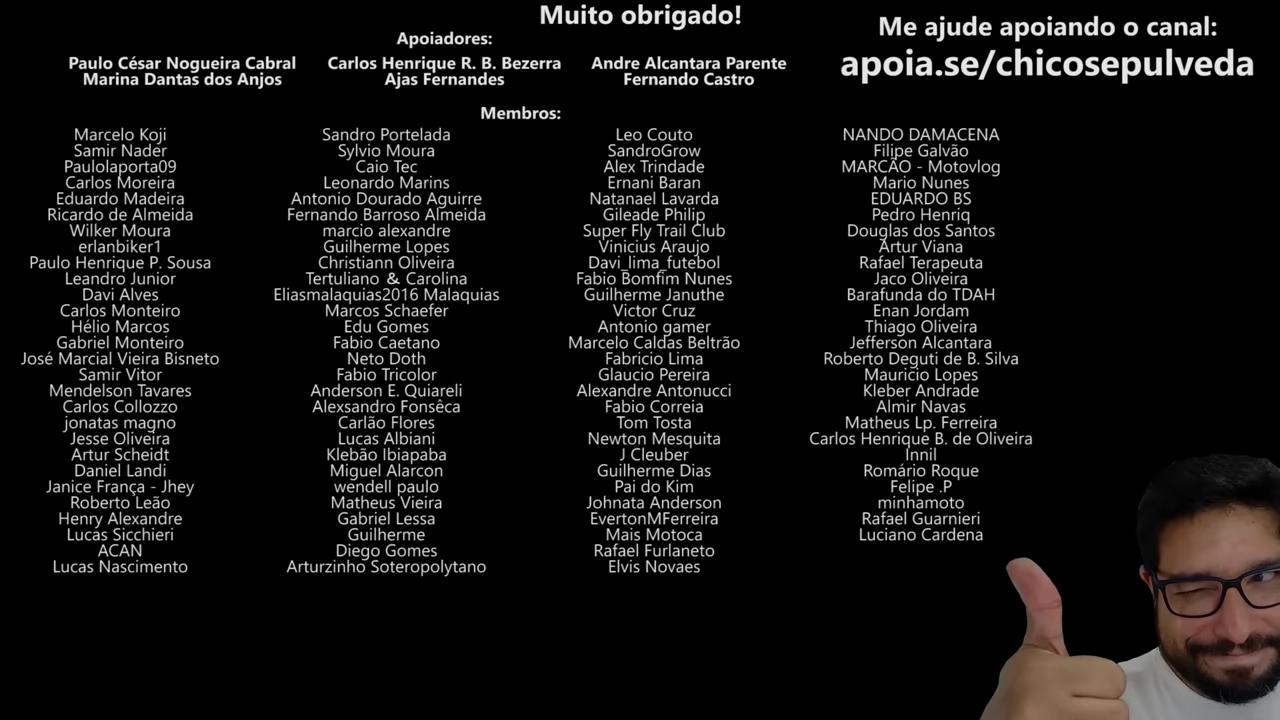 Muito obrigado!
Me ajude apoiando o canal:
apoia.se/chicosepulveda
Apoiadores:
Paulo César Nogueira Cabral
Marina Dantas dos Anjos
Carlos Henrique R. B. Bezerra
Ajas Fernandes
Andre Alcantara Parente
Fernando Castro
Membros:
Marcelo Koji
Samir Nader
Paulolaporta09
Carlos Moreira
Eduardo Madeira
Ricardo de Almeida
Wilker Moura
erlanbiker1
Paulo Henrique P. Sousa
Leandro Junior
Davi Alves
Carlos Monteiro
Hélio Marcos
Gabriel Monteiro
José Marcial Vieira Bisneto
Samir Vitor
Mendelson Tavares
Carlos Collozzo
jonatas magno
Jesse Oliveira
Artur Scheidt
Daniel Landi
Janice França - Jhey
Roberto Leão
Henry Alexandre
Lucas Sicchieri
ACAN
Lucas Nascimento
Sandro Portelada
Sylvio Moura
Caio Tec
Leonardo Marins
Antonio Dourado Aguirre
Fernando Barroso Almeida
marcio alexandre
Guilherme Lopes
Christiann Oliveira
Tertuliano & Carolina
Eliasmalaquias2016 Malaquias
Marcos Schaefer
Edu Gomes
Fabio Caetano
Neto Doth
Fabio Tricolor
Anderson E. Quiareli
Alexsandro Fonsêca
Carlão Flores
Lucas Albiani
Klebão Ibiapaba
Miguel Alarcon
wendell paulo
Matheus Vieira
Gabriel Lessa
Guilherme
Diego Gomes
Arturzinho Soteropolytano
Leo Couto
SandroGrow
Alex Trindade
Ernani Baran
Natanael Lavarda
Gileade Philip
Super Fly Trail Club
Vinicius Araujo
Davi_lima_futebol
Fabio Bomfim Nunes
Guilherme Januthe
Victor Cruz
Antonio gamer
Marcelo Caldas Beltrão
Fabricio Lima
Glaucio Pereira
Alexandre Antonucci
Fabio Correia
Tom Tosta
Newton Mesquita
J Cleuber
Guilherme Dias
Pai do Kim
Johnata Anderson
EvertonMFerreira
Mais Motoca
Rafael Furlaneto
Elvis Novaes
NANDO DAMACENA
Filipe Galvão
MARCÃO - Motovlog
Mario Nunes
EDUARDO BS
Pedro Henriq
Douglas dos Santos
Artur Viana
Rafael Terapeuta
Jaco Oliveira
Barafunda do TDAH
Enan Jordam
Thiago Oliveira
Jefferson Alcantara
Roberto Deguti de B. Silva
Mauricio Lopes
Kleber Andrade
Almir Navas
Matheus Lp. Ferreira
Carlos Henrique B. de Oliveira
Innil
Romário Roque
Felipe .P
minhamoto
Rafael Guarnieri
Luciano Cardena